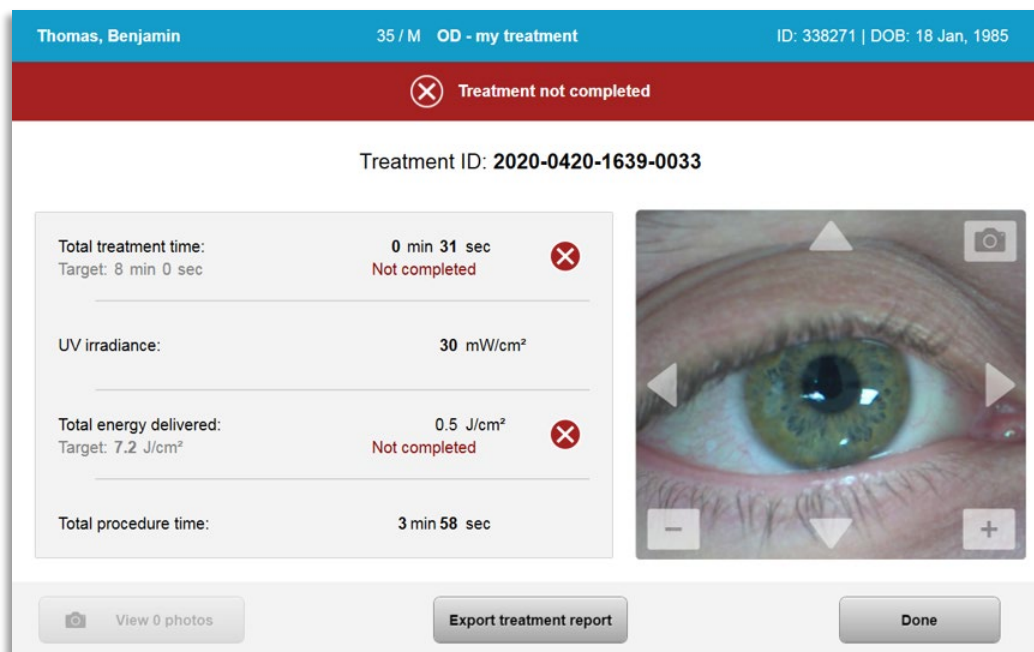 Thomas, Benjamin 35 / M OD - my treatment ID: 338271 | DOB: 18 Jan, 1985
Treatment not completed
Treatment ID: 2020-0420-1639-0033
Total treatment time: 0 min 31 sec
Target: 8 min 0 sec Not completed
UV irradiance: 30 mW/cm²
Total energy delivered: 0.5 J/cm²
Target: 7.2 J/cm² Not completed
Total procedure time: 3 min 58 sec
View 0 photos Export treatment report Done